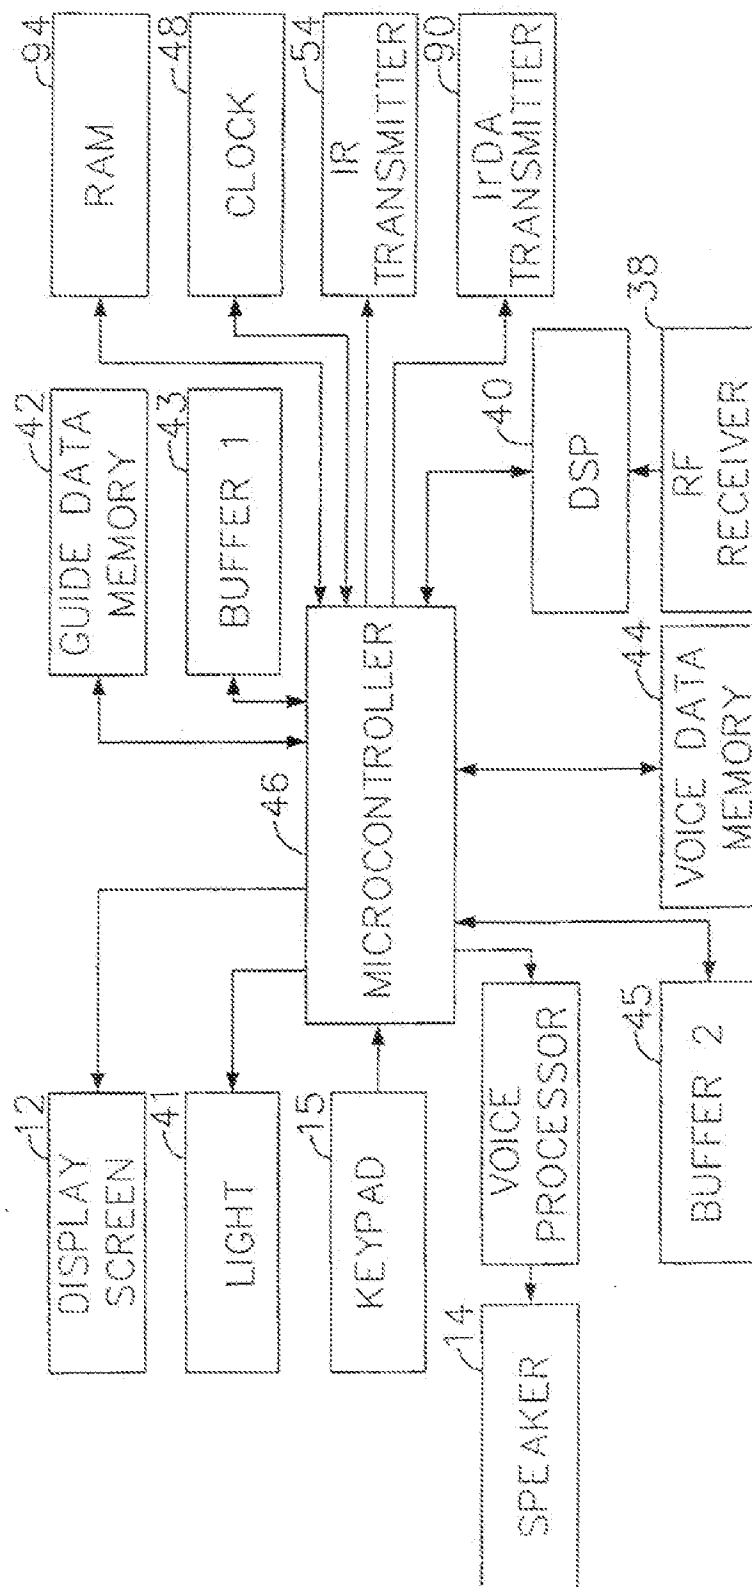 12
DISPLAY
SCREEN
42
GUIDE DATA
MEMORY
94
RAM
41
LIGHT
43
BUFFER 1
48
CLOCK
15
KEYPAD
46
MICROCONTROLLER
54
IR
TRANSMITTER
90
IrDA
TRANSMITTER
14
SPEAKER
VOICE
PROCESSOR
40
DSP
45
BUFFER 2
44
VOICE DATA
MEMORY
38
RF
RECEIVER